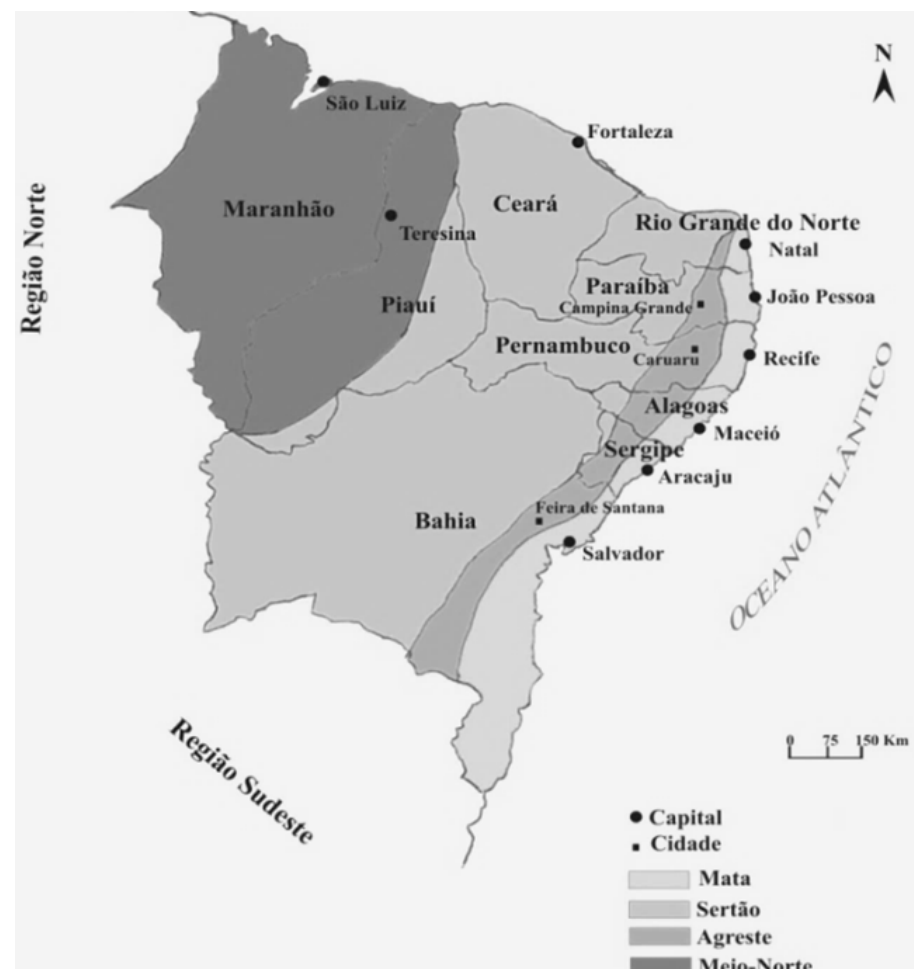 N
São Luiz
Fortaleza
Região Norte
Maranhão
Ceará
Teresina
Rio Grande do Norte
Natal
Piauí
Paraíba
Campina Grande
João Pessoa
Pernambuco
Caruaru
Recife
Alagoas
Maceió
Sergipe
Aracaju
Feira de Santana
Bahia
Salvador
OCEANO ATLÂNTICO
Região Sudeste
0 75 150 Km
Capital
Cidade
Mata
Sertão
Agreste
Meio-Norte